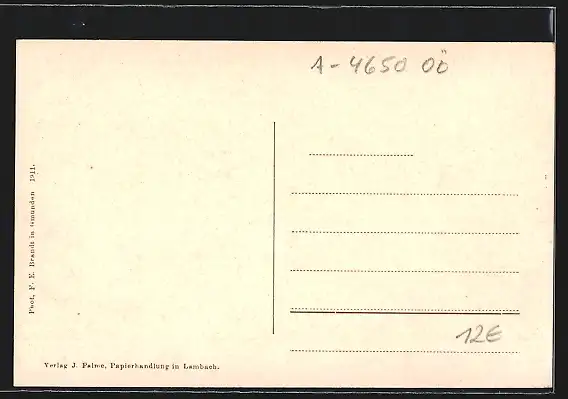 A-4650 OÖ
Phot. F. E. Brandt in Gmunden 1911.
12€
Verlag J. Palme, Papierhandlung in Lambach.